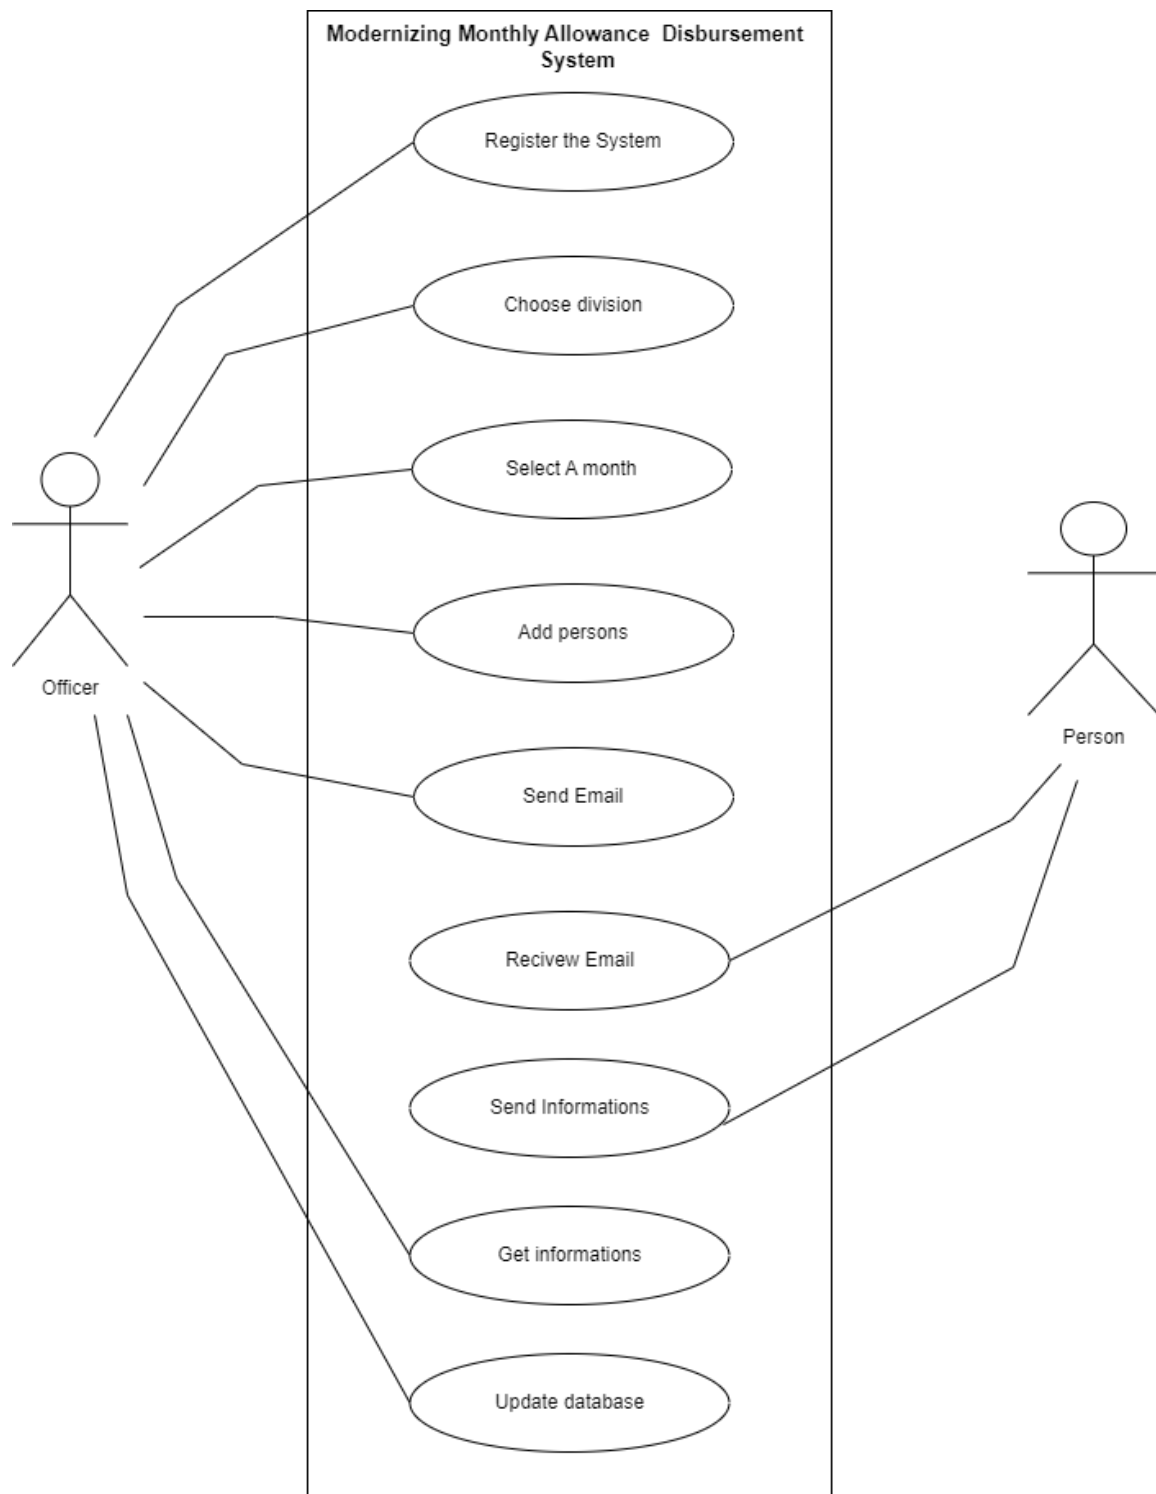 Modernizing Monthly Allowance Disbursement
System
Register the System
Choose division
Select A month
Add persons
Officer
Person
Send Email
Recivew Email
Send Informations
Get informations
Update database